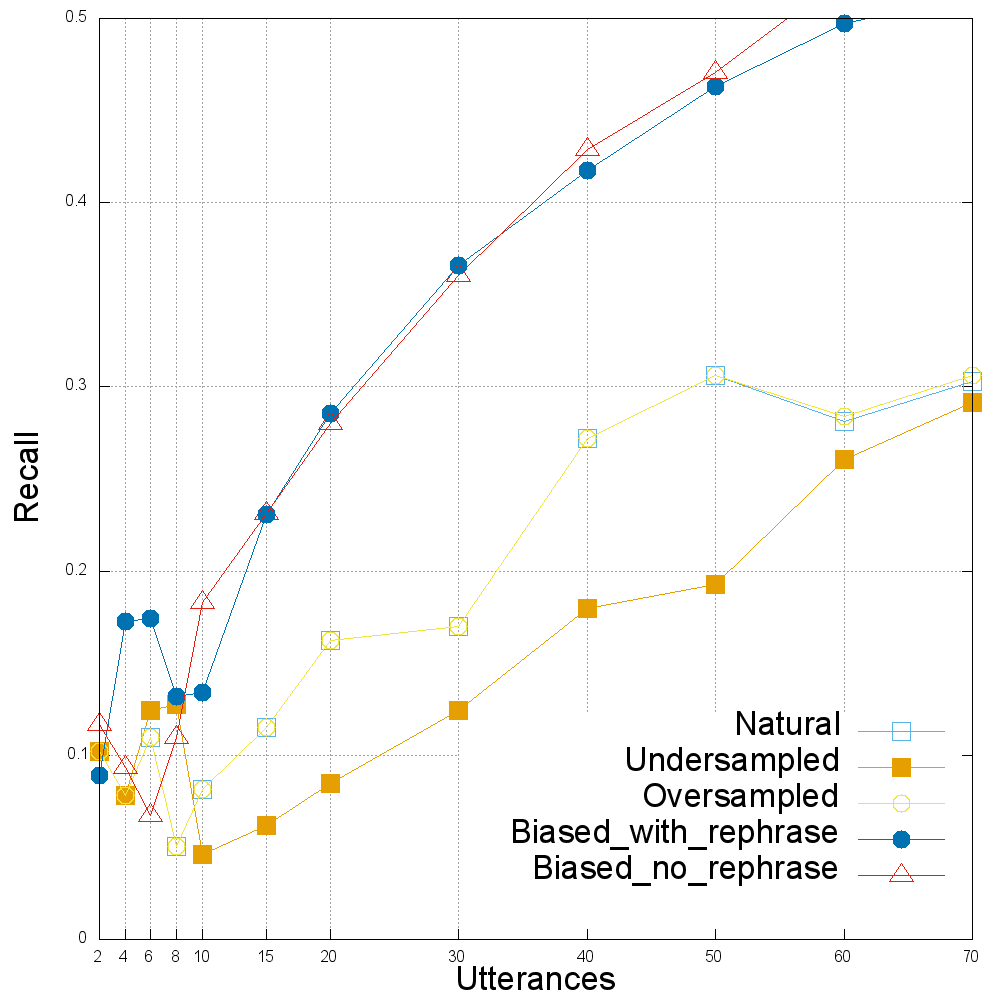 0.5
0.4
0.3
0.2
0.1
0
Recall
Natural
Undersampled
Oversampled
Biased_with_rephrase
Biased_no_rephrase
2 4 6 8 10 15 20 30 40 50 60 70
Utterances